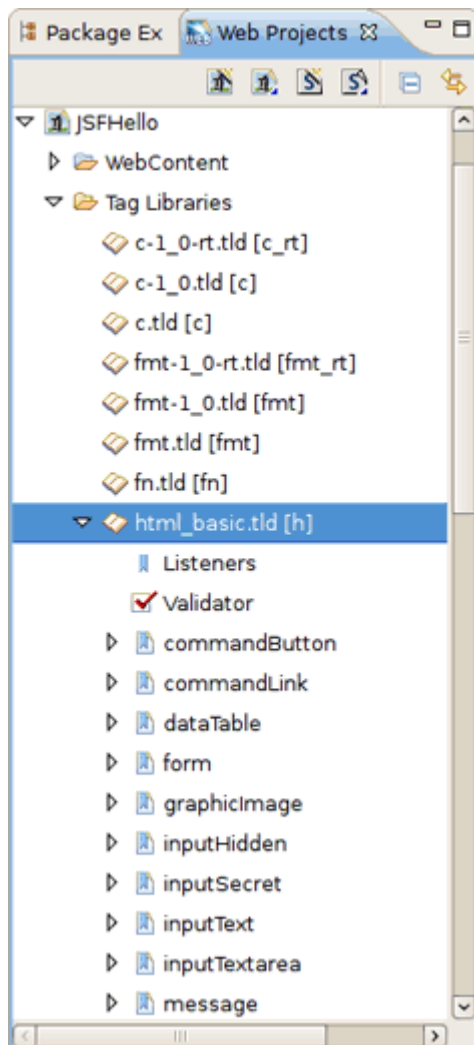 Package Ex Web Projects
JSFHello
WebContent
Tag Libraries
c-1_0-rt.tld [c_rt]
c-1_0.tld [c]
c.tld [c]
fmt-1_0-rt.tld [fmt_rt]
fmt-1_0.tld [fmt]
fmt.tld [fmt]
fn.tld [fn]
html_basic.tld [h]
Listeners
Validator
commandButton
commandLink
dataTable
form
graphicImage
inputHidden
inputSecret
inputText
inputTextarea
message